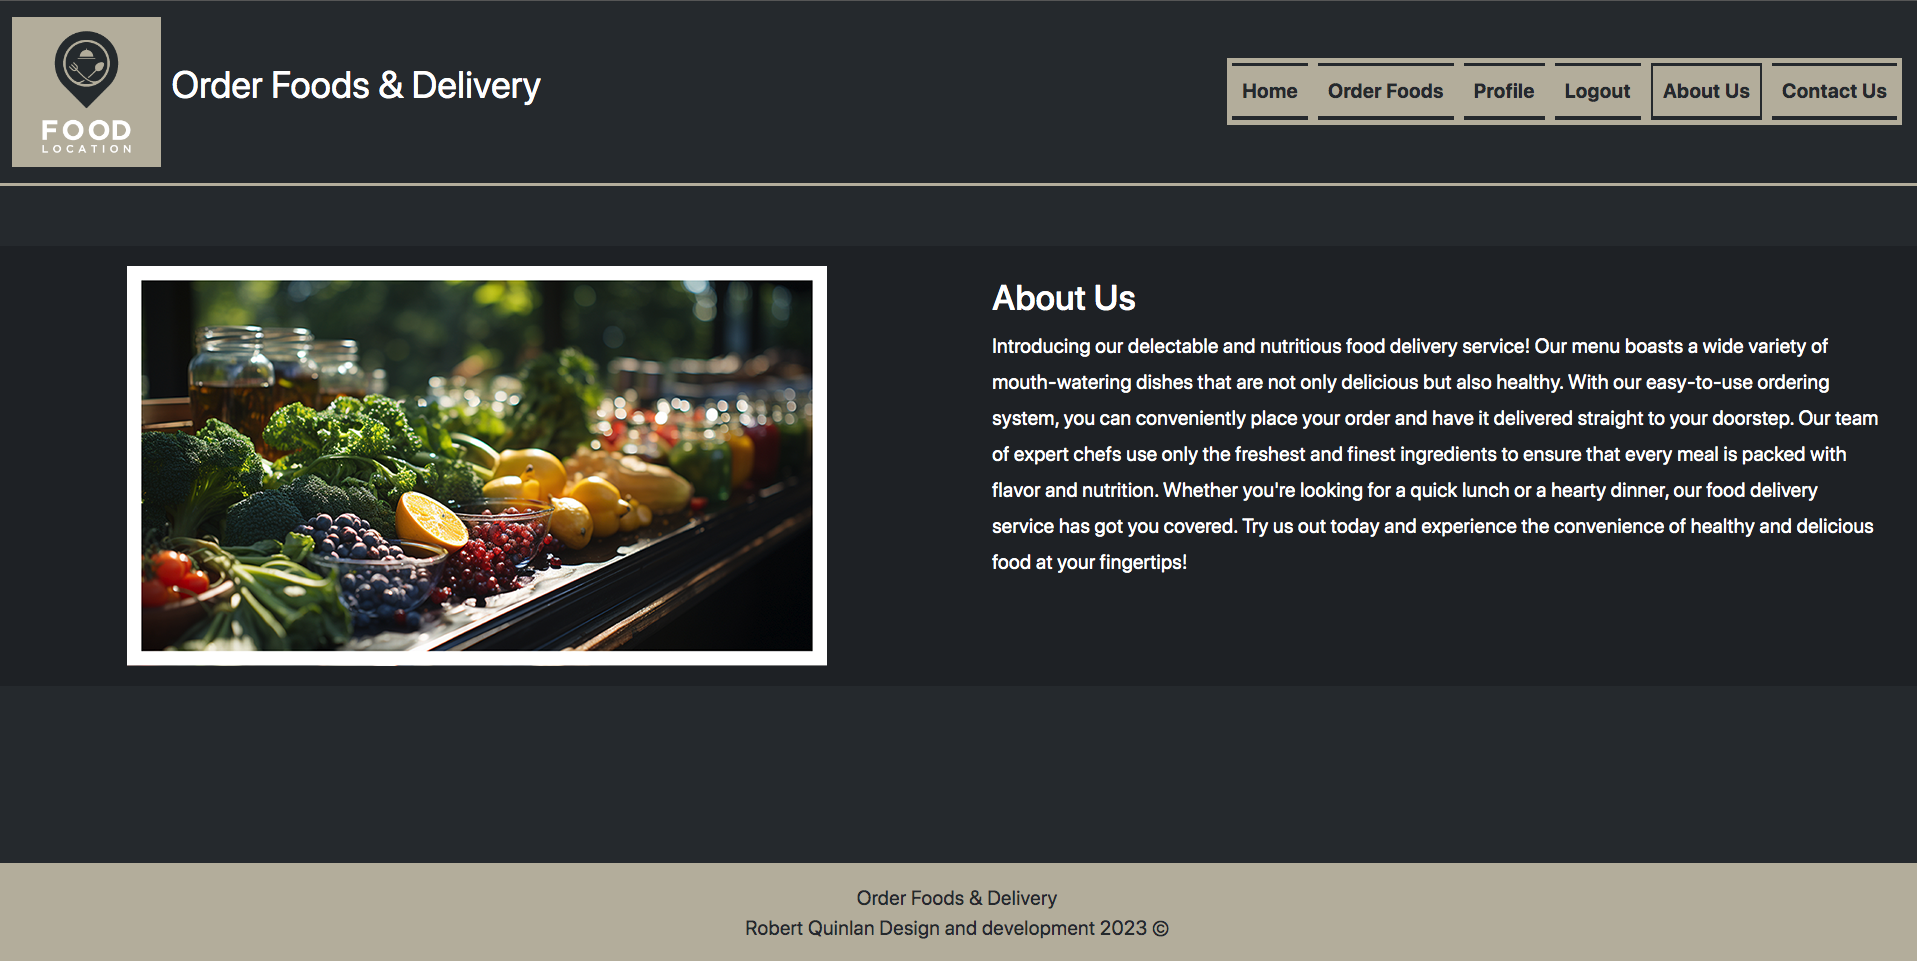 FOOD
LOCATION
Order Foods & Delivery
Home
Order Foods
Profile
Logout
About Us
Contact Us
About Us
Introducing our delectable and nutritious food delivery service! Our menu boasts a wide variety of
mouth-watering dishes that are not only delicious but also healthy. With our easy-to-use ordering
system, you can conveniently place your order and have it delivered straight to your doorstep. Our team
of expert chefs use only the freshest and finest ingredients to ensure that every meal is packed with
flavor and nutrition. Whether you're looking for a quick lunch or a hearty dinner, our food delivery
service has got you covered. Try us out today and experience the convenience of healthy and delicious
food at your fingertips!
Order Foods & Delivery
Robert Quinlan Design and development 2023 ©